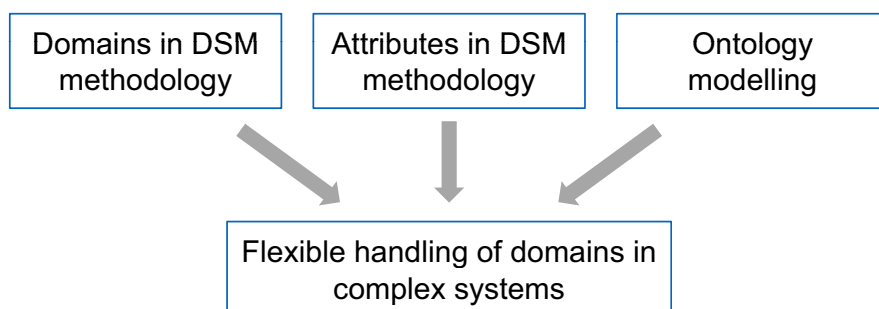 Domains in DSM
methodology
Attributes in DSM
methodology
Ontology
modelling
Flexible handling of domains in
complex systems